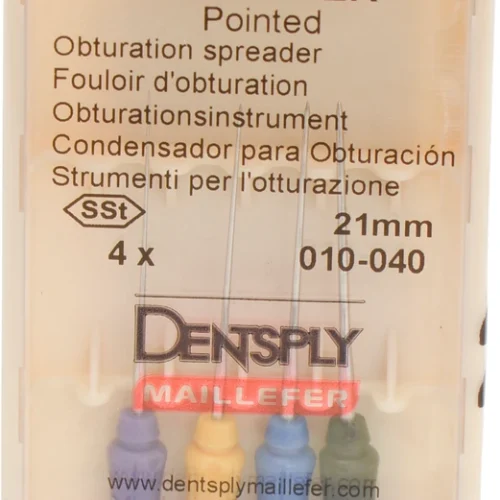 Pointed
Obturation spreader
Fouloir d'obturation
Obturationsinstrument
Condensador para Obturación
Strumenti per l'otturazione
SSt
21mm
4 x
010-040
DENTSPLY
MAILLEFER
www.dentsplymaillefer.com